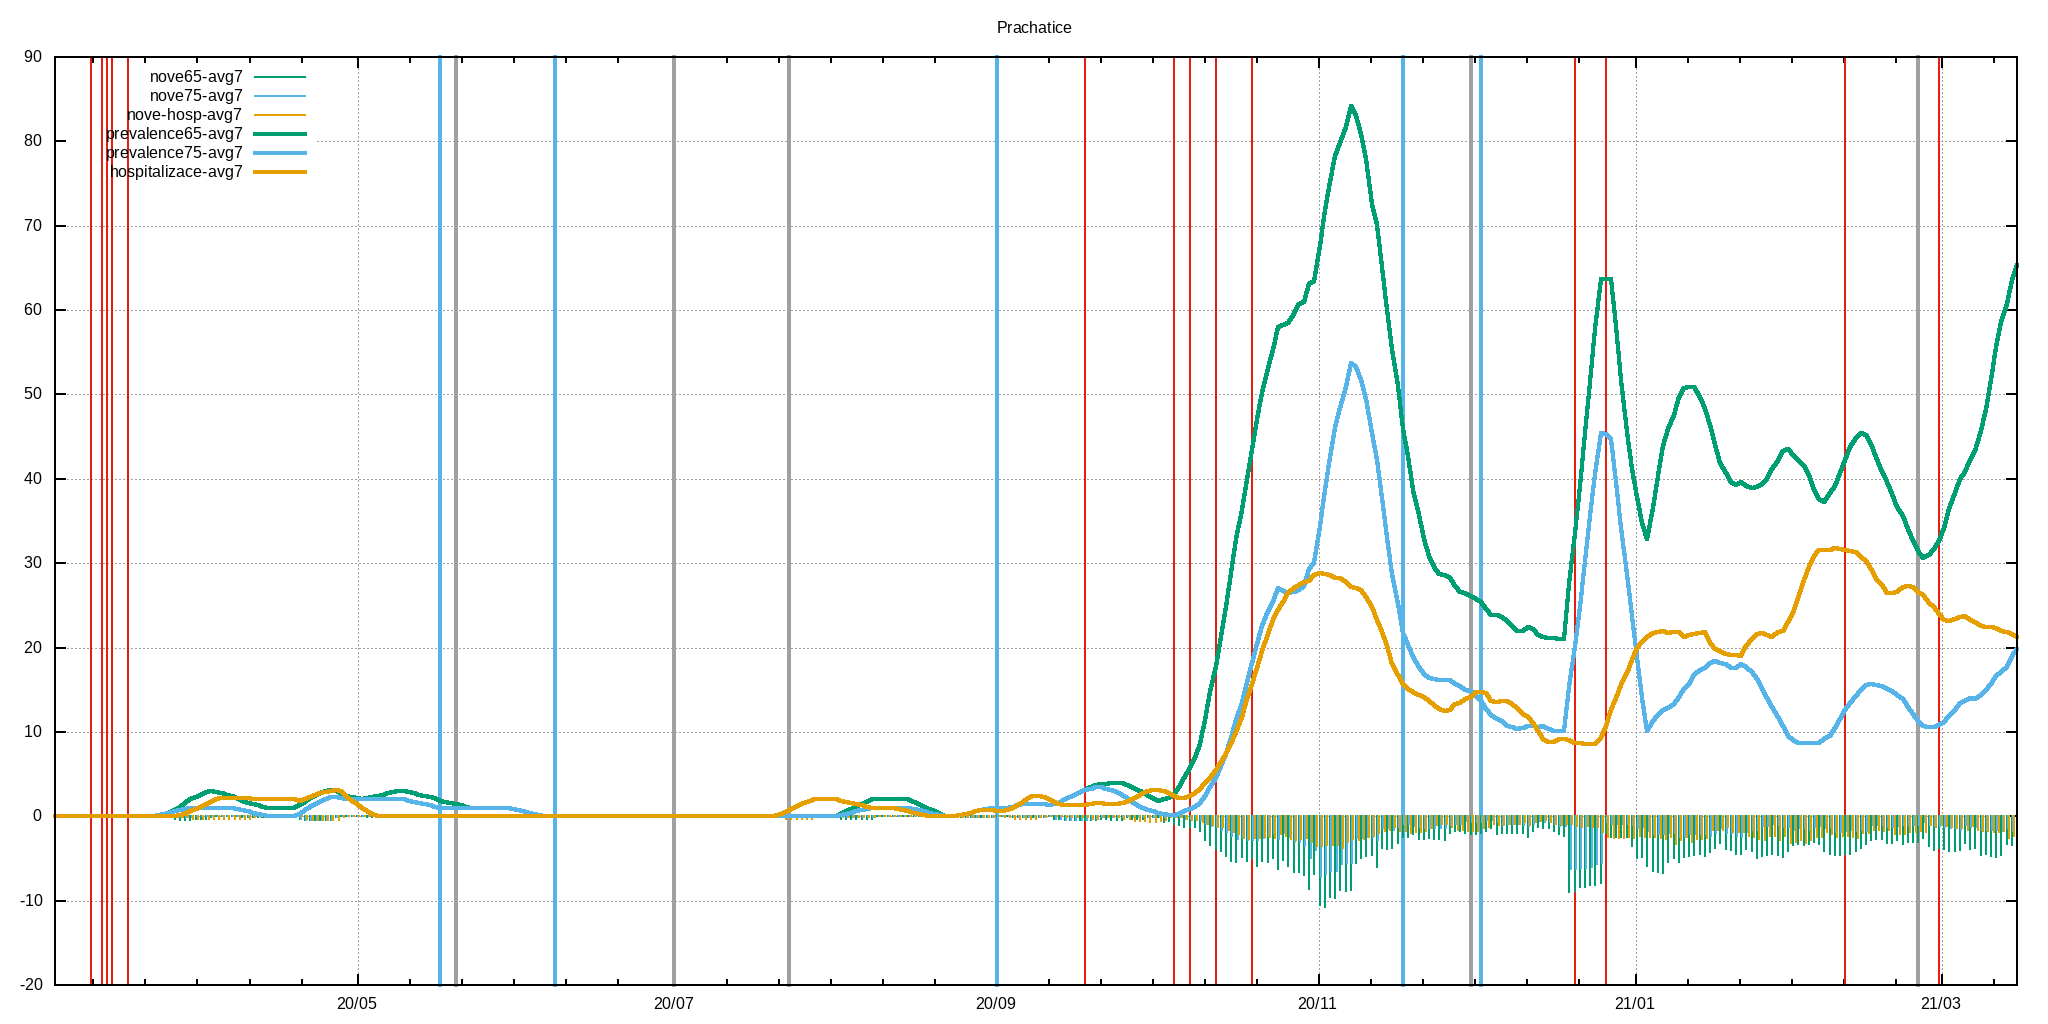 Prachatice
90
80
70
60
50
40
30
20
10
0
-10
-20
nove65-avg7
nove75-avg7
nove-hosp-avg7
prevalence65-avg7
prevalence75-avg7
hospitalizace-avg7
20/05 20/07 20/09 20/11 21/01 21/03